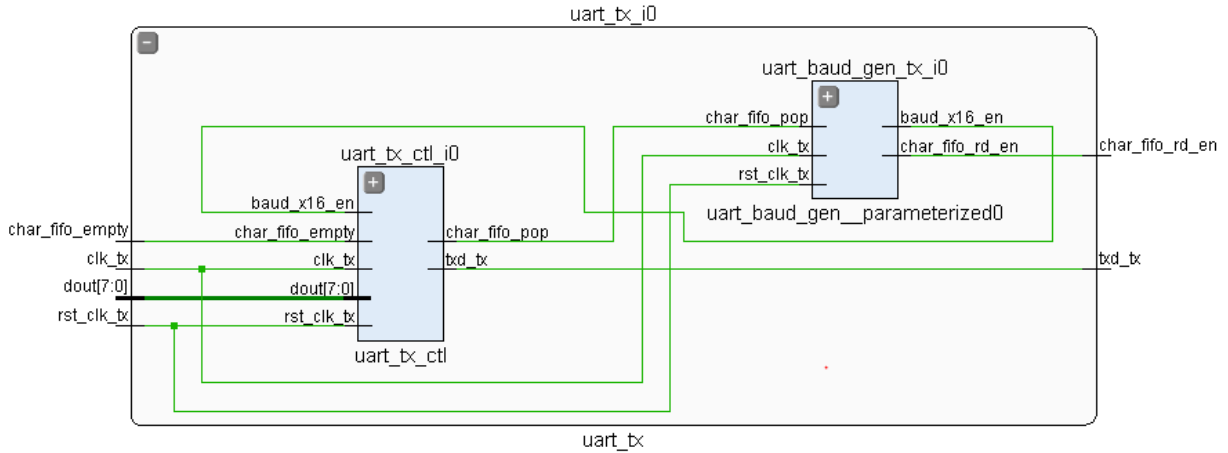 uart_tx_i0
uart_baud_gen_tx_i0
char_fifo_pop
baud_x16_en
clk_tx
char_fifo_rd_en
char_fifo_rd_en
rst_clk_tx
uart_baud_gen__parameterized0
uart_tx_ctl_i0
baud_x16_en
char_fifo_empty
char_fifo_empty
char_fifo_pop
clk_tx
clk_tx
txd_tx
txd_tx
dout[7:0]
dout[7:0]
rst_clk_tx
rst_clk_tx
uart_tx_ctl
uart_tx